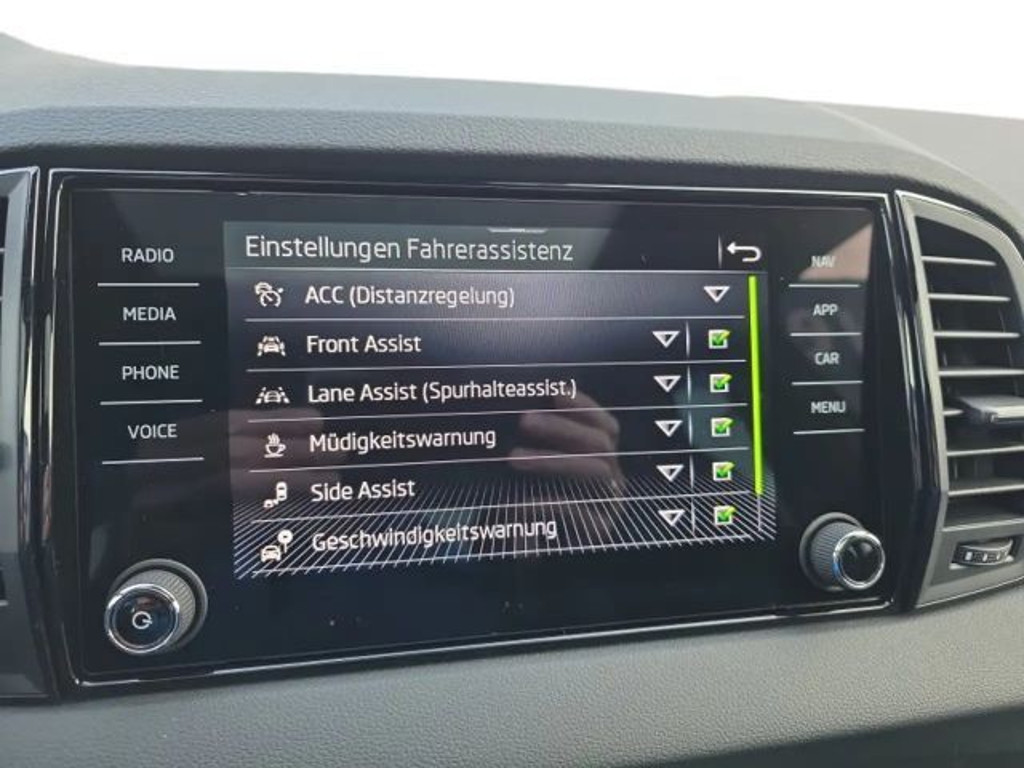 RADIO
MEDIA
PHONE
VOICE
Einstellungen Fahrerassistenz
ACC (Distanzregelung)
Front Assist
Lane Assist (Spurhalteassist.)
Müdigkeitswarnung
Side Assist
Geschwindigkeitswarnung
NAV
APP
CAR
MENU